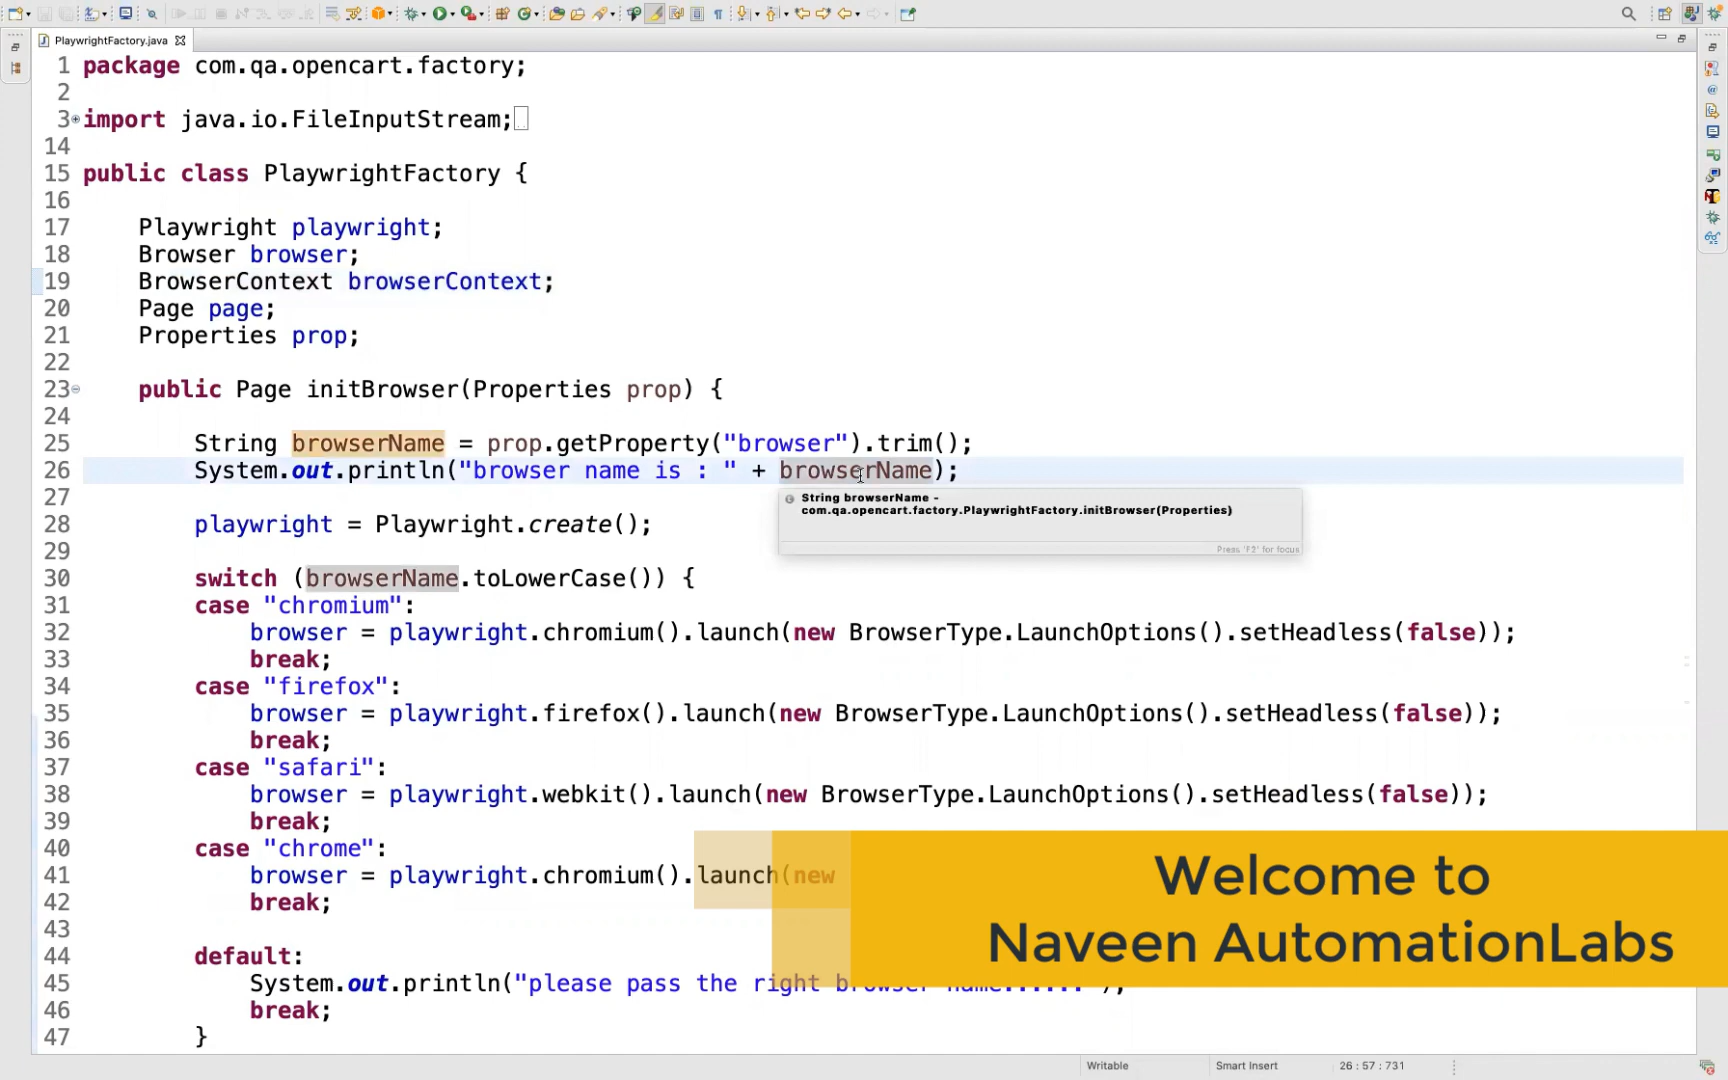 PlaywrightFactory.java
1 package com.qa.opencart.factory;
2
3 import java.io.FileInputStream;
14
15 public class PlaywrightFactory {
16
17 Playwright playwright;
18 Browser browser;
19 BrowserContext browserContext;
20 Page page;
21 Properties prop;
22
23 public Page initBrowser(Properties prop) {
24
25 String browserName = prop.getProperty("browser").trim();
26 System.out.println("browser name is : " + browserName);
String browserName -
com.qa.opencart.factory.PlaywrightFactory.initBrowser(Properties)
Press 'F2' for focus
27
28 playwright = Playwright.create();
29
30 switch (browserName.toLowerCase()) {
31 case "chromium":
32 browser = playwright.chromium().launch(new BrowserType.LaunchOptions().setHeadless(false));
33 break;
34 case "firefox":
35 browser = playwright.firefox().launch(new BrowserType.LaunchOptions().setHeadless(false));
36 break;
37 case "safari":
38 browser = playwright.webkit().launch(new BrowserType.LaunchOptions().setHeadless(false));
39 break;
40 case "chrome":
41 browser = playwright.chromium().launch(new
42 break;
43
44 default:
45 System.out.println("please pass the right
46 break;
47 }
Welcome to
Naveen AutomationLabs
Writable
Smart Insert
26 : 57 : 731